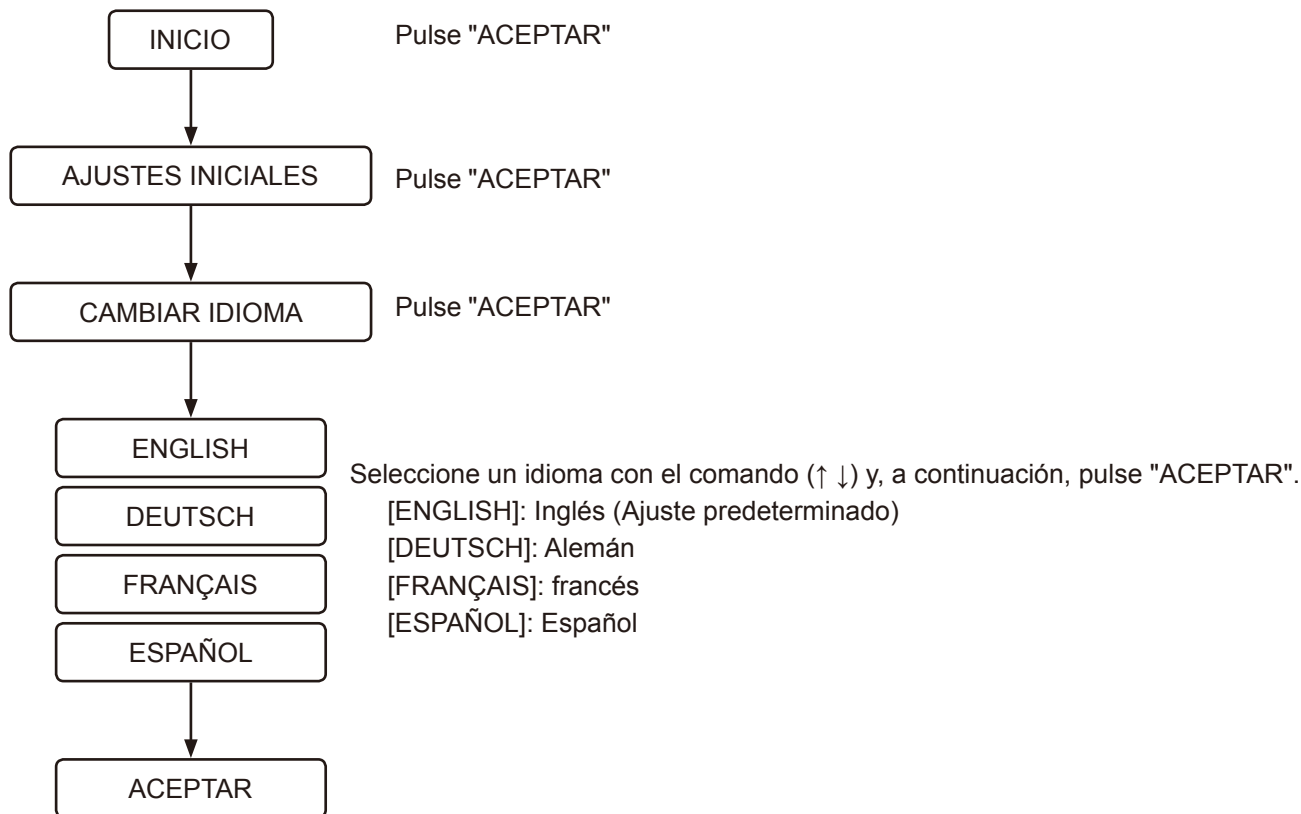 INICIO
Pulse "ACEPTAR"
AJUSTES INICIALES
Pulse "ACEPTAR"
CAMBIAR IDIOMA
Pulse "ACEPTAR"
ENGLISH
DEUTSCH
FRANÇAIS
ESPAÑOL
Seleccione un idioma con el comando (↑ ↓) y, a continuación, pulse "ACEPTAR".
[ENGLISH]: Inglés (Ajuste predeterminado)
[DEUTSCH]: Alemán
[FRANÇAIS]: francés
[ESPAÑOL]: Español
ACEPTAR